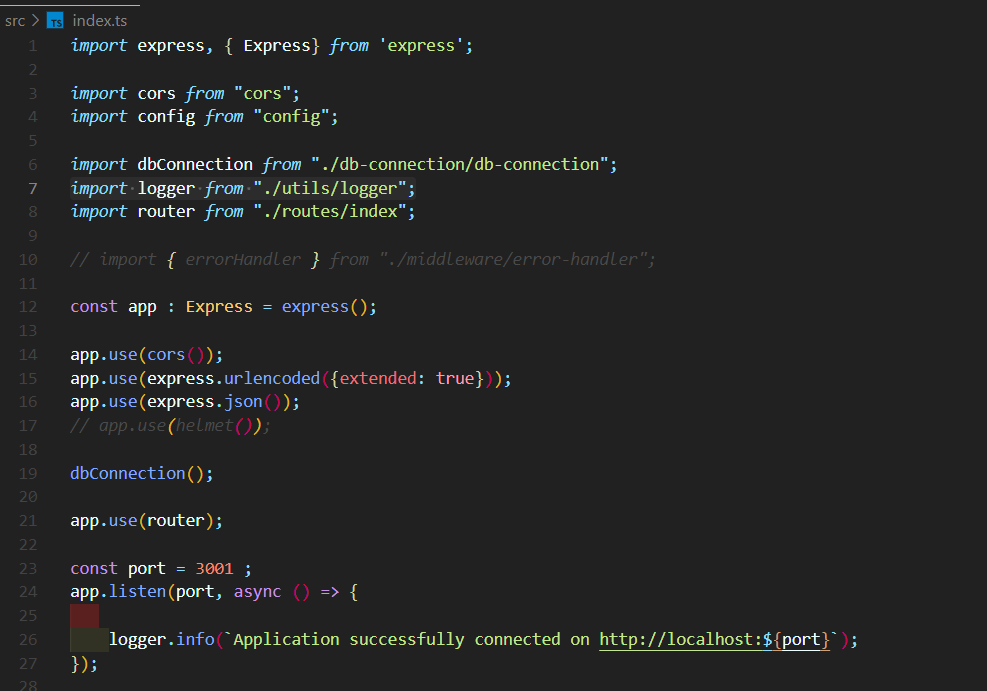 src > TS index.ts
1 import express, { Express} from 'express';
2
3 import cors from "cors";
4 import config from "config";
5
6 import dbConnection from "./db-connection/db-connection";
7 import·logger·from·"./utils/logger";
8 import router from "./routes/index";
9
10 // import { errorHandler } from "./middleware/error-handler";
11
12 const app : Express = express();
13
14 app.use(cors());
15 app.use(express.urlencoded({extended: true}));
16 app.use(express.json());
17 // app.use(helmet());
18
19 dbConnection();
20
21 app.use(router);
22
23 const port = 3001 ;
24 app.listen(port, async () => {
25
26     logger.info(`Application successfully connected on http://localhost:${port}`);
27 });
28